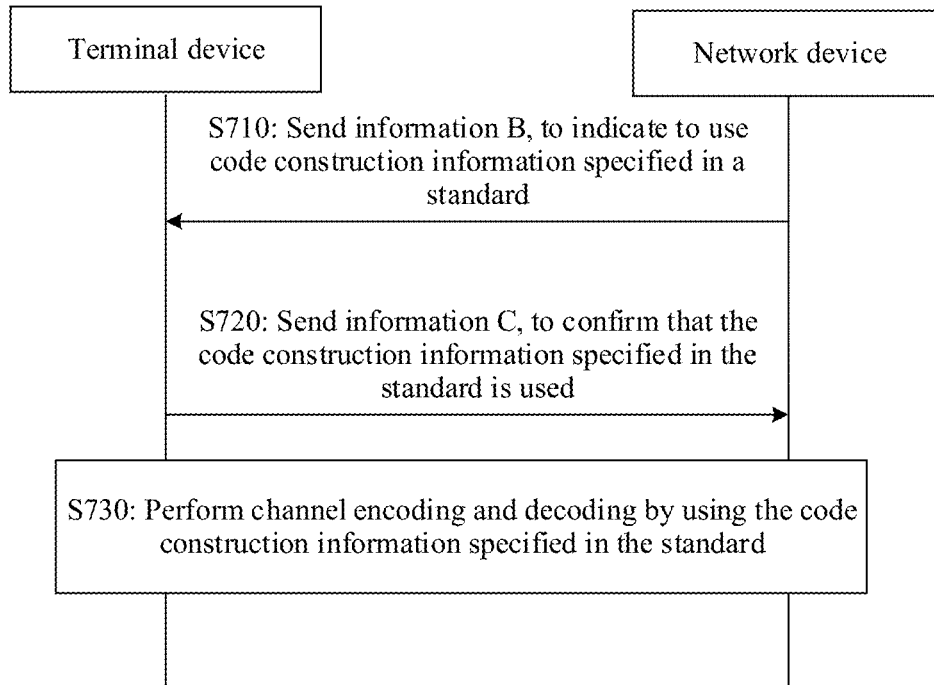 Terminal device
Network device
S710: Send information B, to indicate to use
code construction information specified in a
standard
S720: Send information C, to confirm that the
code construction information specified in the
standard is used
S730: Perform channel encoding and decoding by using the code
construction information specified in the standard